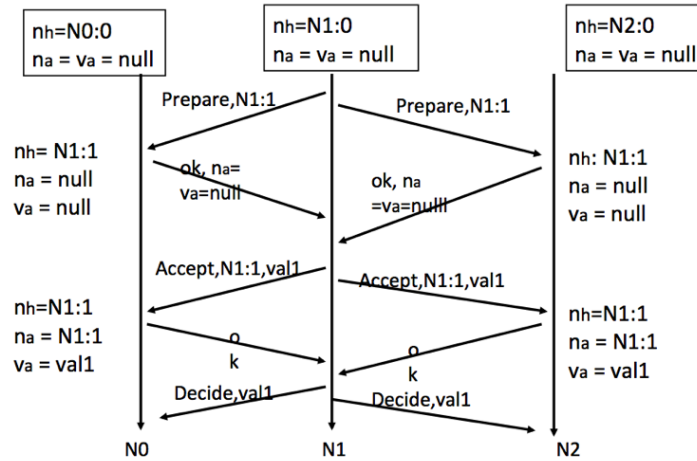 nh=N0:0
na = va = null
nh=N1:0
na = va = null
nh=N2:0
na = va = null
Prepare,N1:1
Prepare,N1:1
nh= N1:1
na = null
va = null
ok, na=
va=null
ok, na
=va=nulll
nh: N1:1
na = null
va = null
Accept,N1:1,val1
Accept,N1:1,val1
nh=N1:1
na = N1:1
va = val1
o
k
o
k
nh=N1:1
na = N1:1
va = val1
Decide,val1
Decide,val1
N0
N1
N2